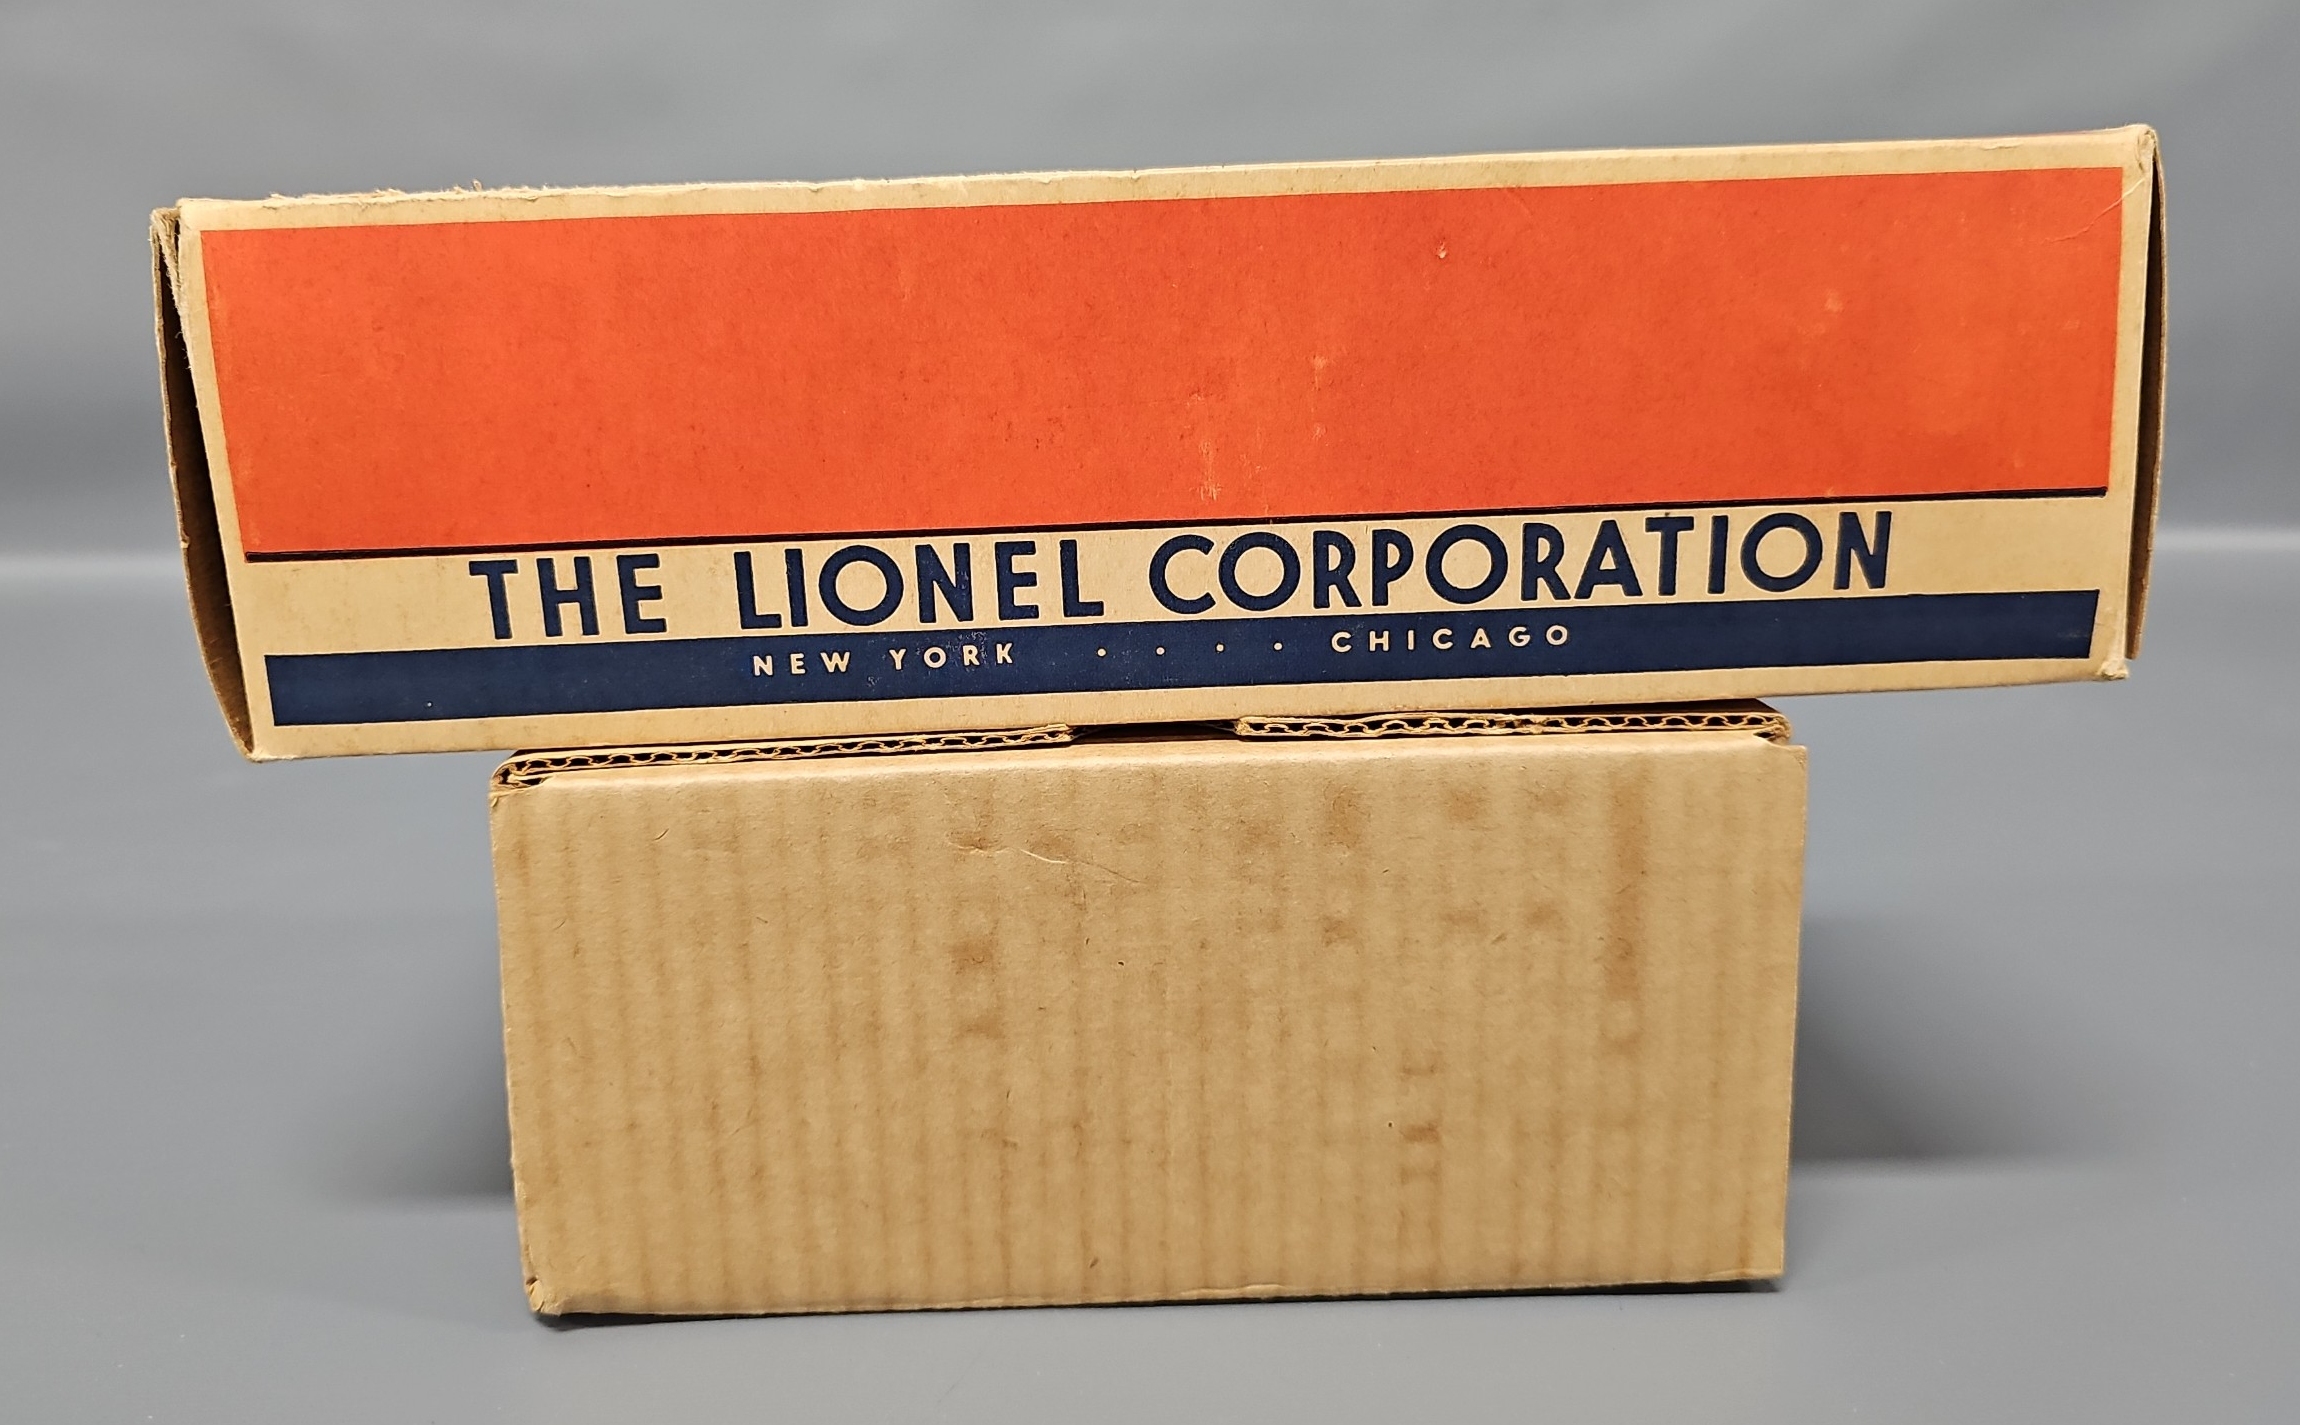 THE LIONEL CORPORATION
NEW YORK . . . . CHICAGO